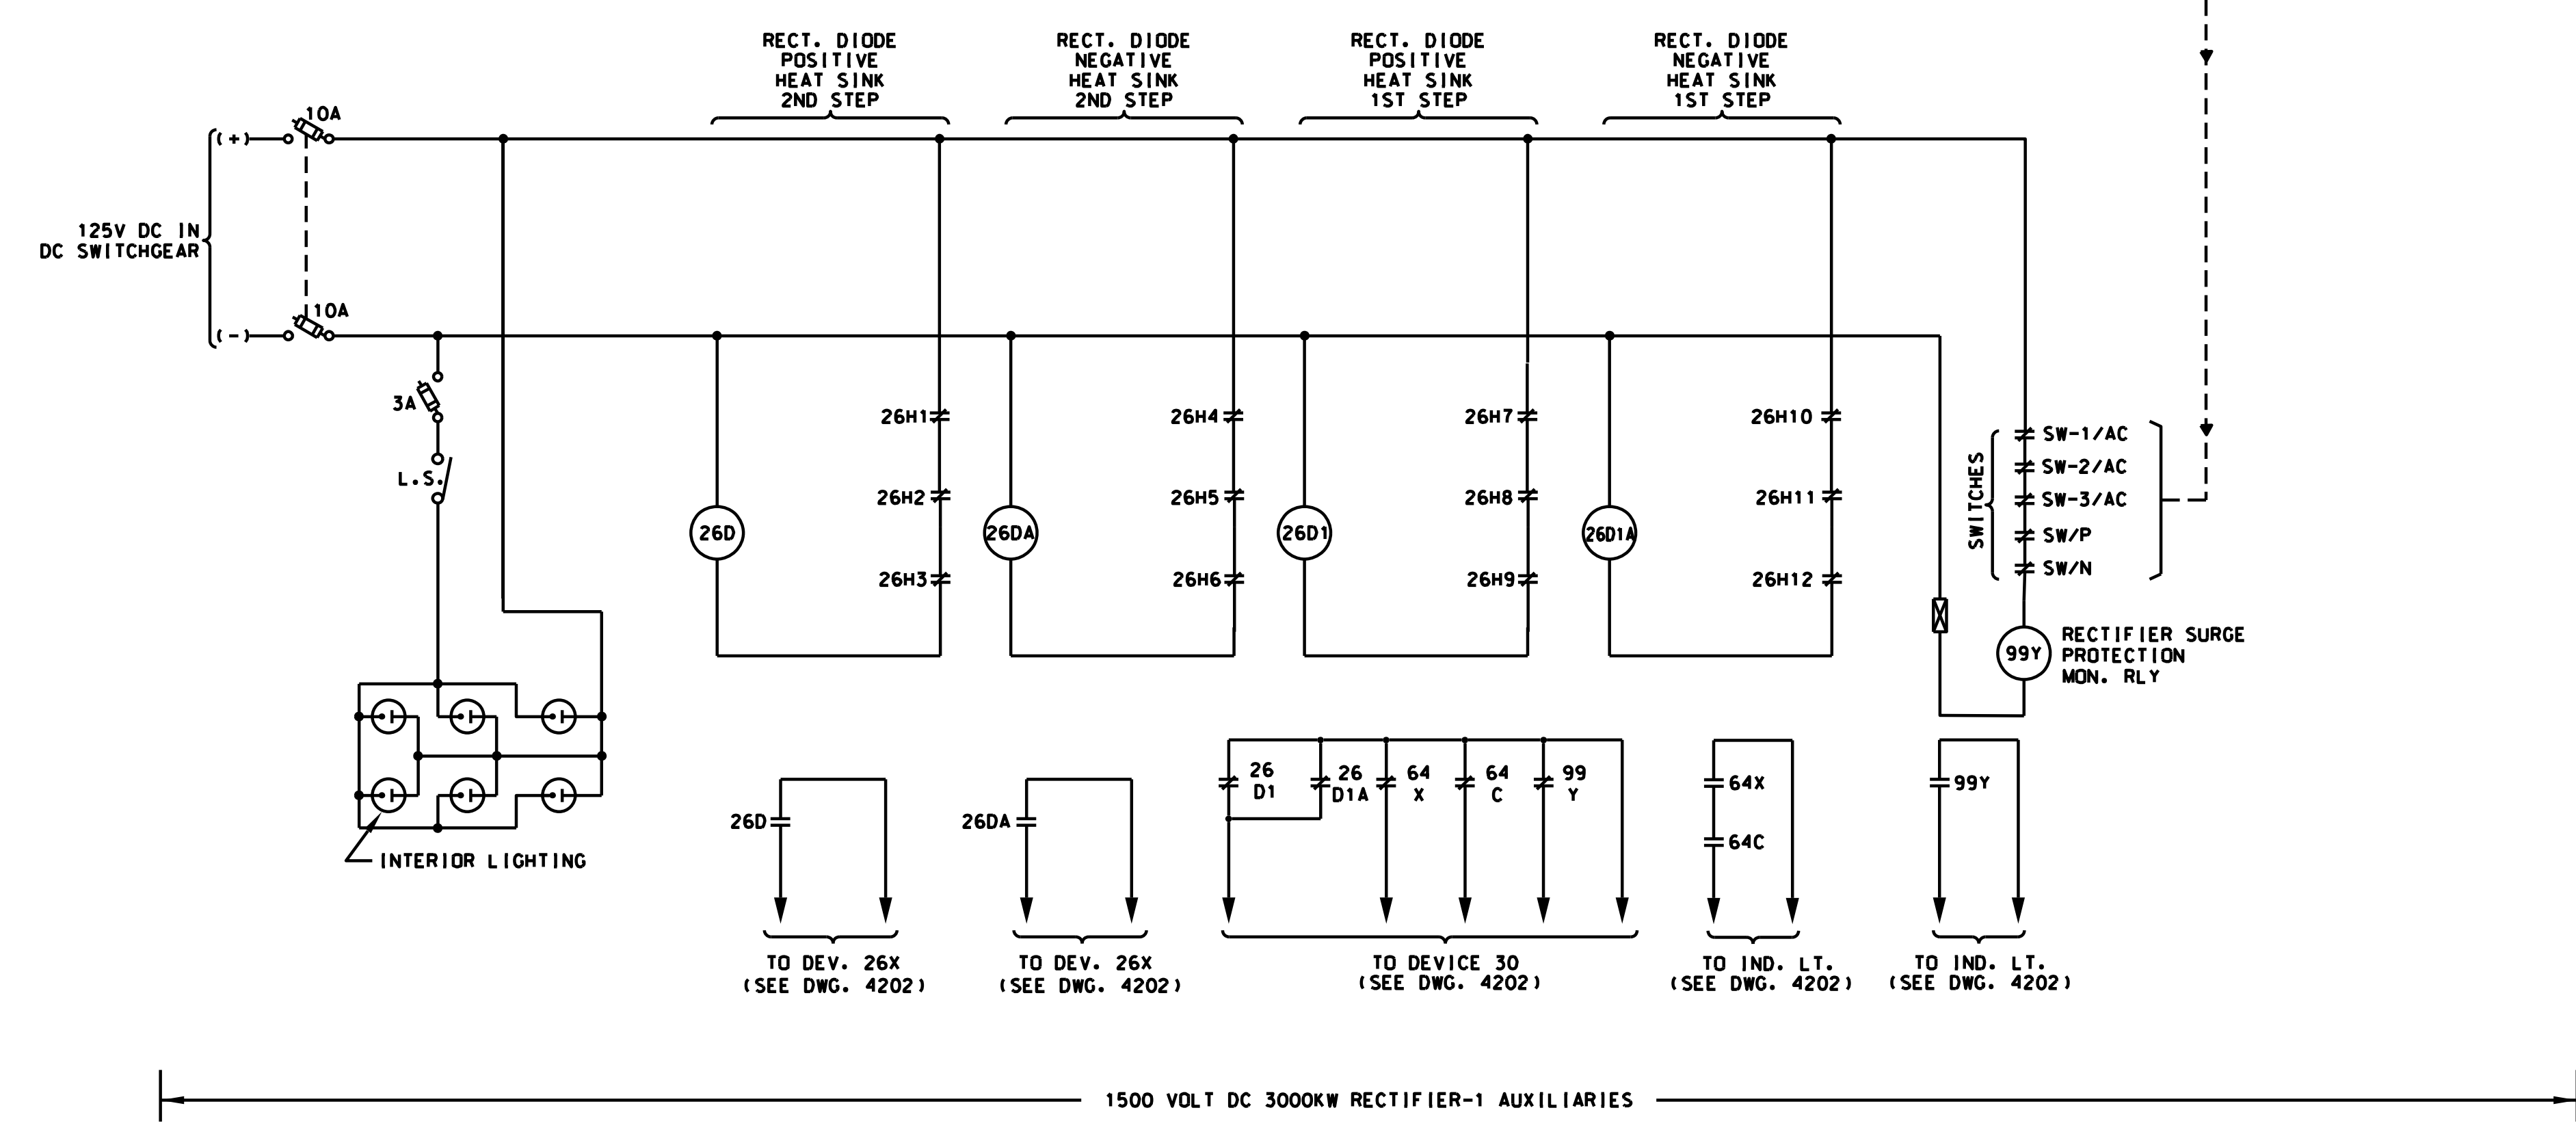 RECT. DIODE
POSITIVE
HEAT SINK
2ND STEP
RECT. DIODE
NEGATIVE
HEAT SINK
2ND STEP
RECT. DIODE
POSITIVE
HEAT SINK
1ST STEP
RECT. DIODE
NEGATIVE
HEAT SINK
1ST STEP
10A
(+)
125V DC IN
DC SWITCHGEAR
10A
(-)
3A
L.S.
26H1
26H4
26H7
26H10
26H2
26H5
26H8
26H11
26H3
26H6
26H9
26H12
26D
26DA
26D1
26D1A
SWITCHES
SW-1/AC
SW-2/AC
SW-3/AC
SW/P
SW/N
99Y
RECTIFIER SURGE
PROTECTION
MON. RLY
INTERIOR LIGHTING
26D
26DA
26
D1
26
D1A
64
X
64
C
99
Y
64X
64C
99Y
TO DEV. 26X
(SEE DWG. 4202)
TO DEV. 26X
(SEE DWG. 4202)
TO DEVICE 30
(SEE DWG. 4202)
TO IND. LT.
(SEE DWG. 4202)
TO IND. LT.
(SEE DWG. 4202)
1500 VOLT DC 3000KW RECTIFIER-1 AUXILIARIES